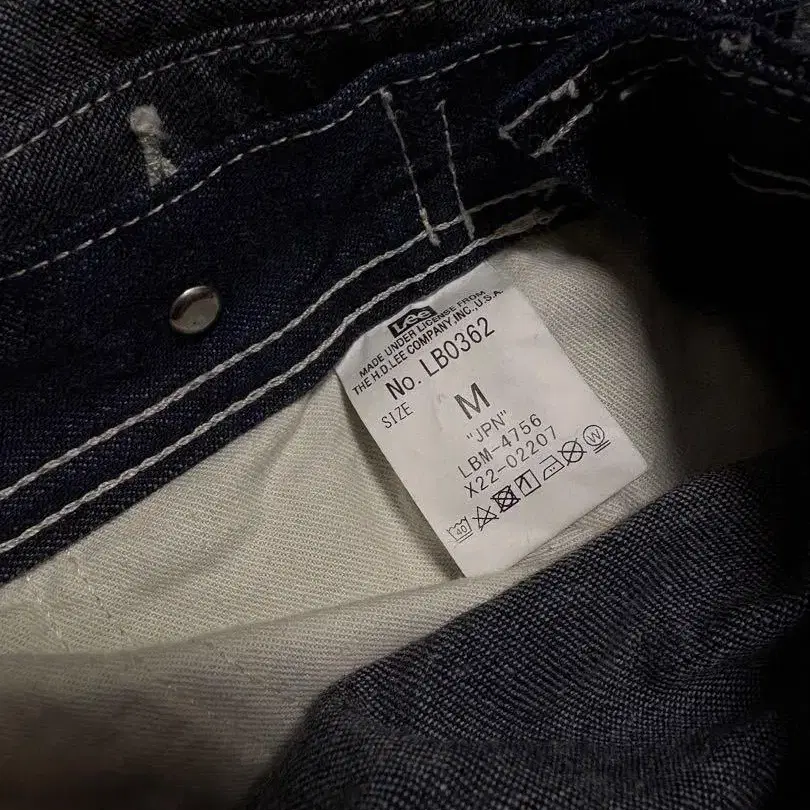 Lee
MADE UNDER LICENSE FROM
THE H.D.LEE COMPANY.INC.,U.S.A.
No. LB0362
SIZE M
"JPN"
LBM-4756
X22-02207
40 W